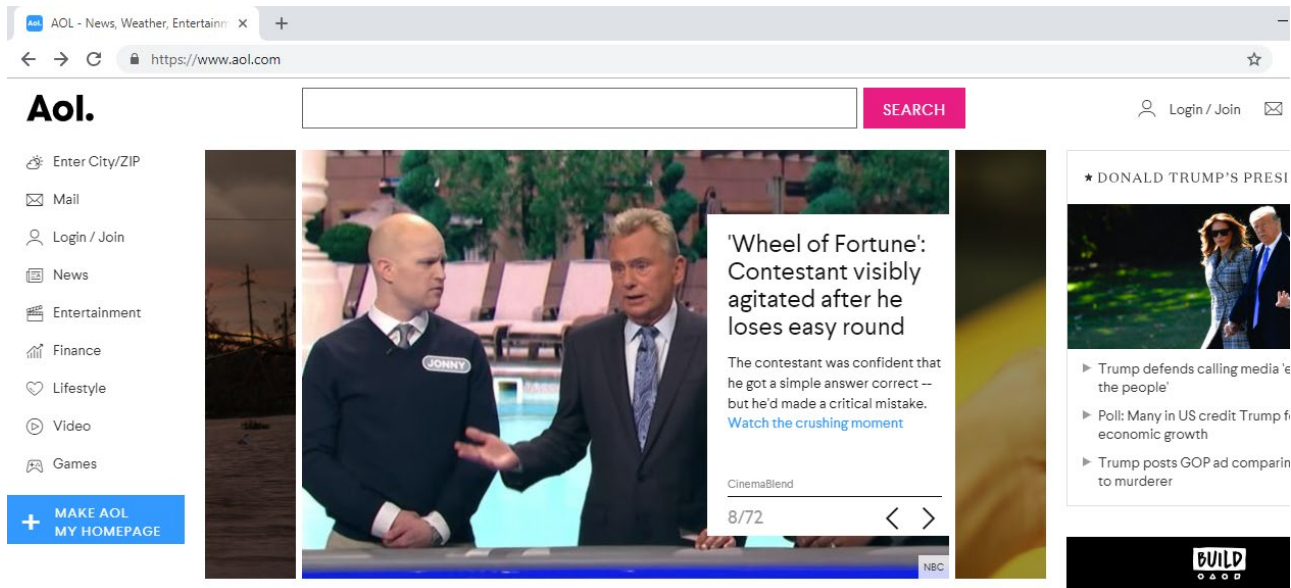 Aol.
AOL - News, Weather, Entertainm
https://www.aol.com
Aol.
SEARCH
Login / Join
Enter City/ZIP
Mail
Login / Join
News
Entertainment
Finance
Lifestyle
Video
Games
MAKE AOL
MY HOMEPAGE
JONNY
'Wheel of Fortune':
Contestant visibly
agitated after he
loses easy round
The contestant was confident that
he got a simple answer correct --
but he'd made a critical mistake.
Watch the crushing moment
CinemaBlend
8/72
NBC
DONALD TRUMP'S PRESI
Trump defends calling media 'e
the people'
Poll: Many in US credit Trump f
economic growth
Trump posts GOP ad comparin
to murderer
BUILD